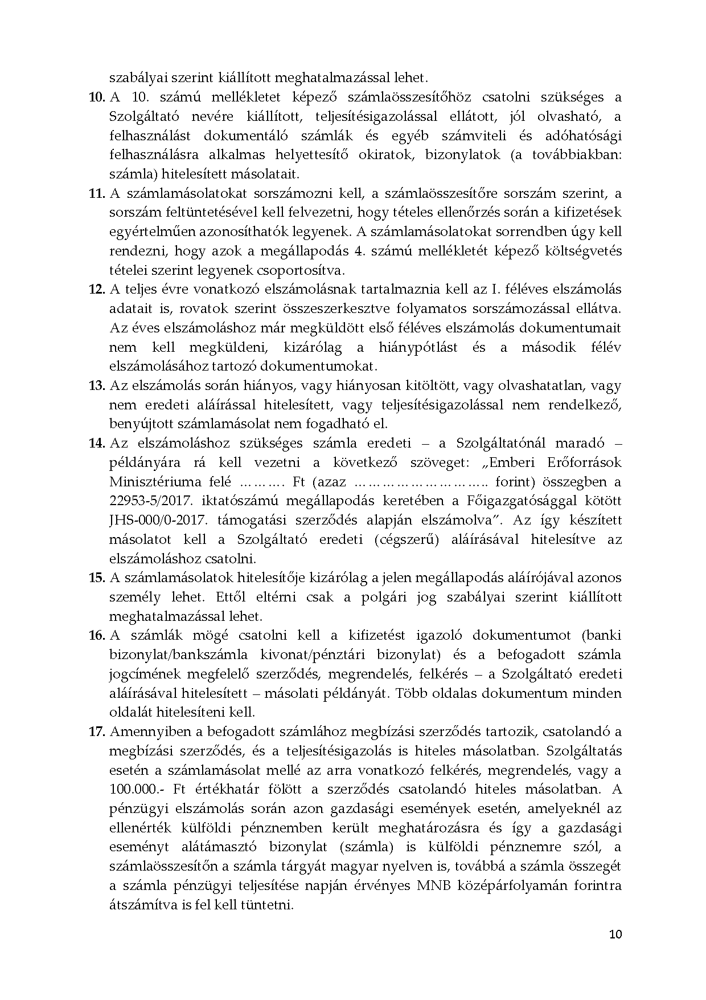 szabályai szerint kiállított meghatalmazással lehet.
10. A 10. számú mellékletet képező számlaösszesítőhöz csatolni szükséges a
Szolgáltató nevére kiállított, teljesítésigazolással ellátott, jól olvasható, a
felhasználást dokumentáló számlák és egyéb számviteli és adóhatósági
felhasználásra alkalmas helyettesítő okiratok, bizonylatok (a továbbiakban:
számla) hitelesített másolatait.
11. A számlamásolatokat sorszámozni kell, a számlaösszesítőre sorszám szerint, a
sorszám feltüntetésével kell felvezetni, hogy tételes ellenőrzés során a kifizetések
egyértelműen azonosíthatók legyenek. A számlamásolatokat sorrendben úgy kell
rendezni, hogy azok a megállapodás 4. számú mellékletét képező költségvetés
tételei szerint legyenek csoportosítva.
12. A teljes évre vonatkozó elszámolásnak tartalmaznia kell az I. féléves elszámolás
adatait is, rovatok szerint összeszerkesztve folyamatos sorszámozással ellátva.
Az éves elszámoláshoz már megküldött első féléves elszámolás dokumentumait
nem kell megküldeni, kizárólag a hiánypótlást és a második félév
elszámolásához tartozó dokumentumokat.
13. Az elszámolás során hiányos, vagy hiányosan kitöltött, vagy olvashatatlan, vagy
nem eredeti aláírással hitelesített, vagy teljesítésigazolással nem rendelkező,
benyújtott számlamásolat nem fogadható el.
14. Az elszámoláshoz szükséges számla eredeti – a Szolgáltatónál maradó –
példányára rá kell vezetni a következő szöveget: „Emberi Erőforrások
Minisztériuma felé ………. Ft (azaz ……………………….. forint) összegben a
22953-5/2017. iktatószámú megállapodás keretében a Főigazgatósággal kötött
JHS-000/0-2017. támogatási szerződés alapján elszámolva”. Az így készített
másolatot kell a Szolgáltató eredeti (cégszerű) aláírásával hitelesítve az
elszámoláshoz csatolni.
15. A számlamásolatok hitelesítője kizárólag a jelen megállapodás aláírójával azonos
személy lehet. Ettől eltérni csak a polgári jog szabályai szerint kiállított
meghatalmazással lehet.
16. A számlák mögé csatolni kell a kifizetést igazoló dokumentumot (banki
bizonylat/bankszámla kivonat/pénztári bizonylat) és a befogadott számla
jogcímének megfelelő szerződés, megrendelés, felkérés – a Szolgáltató eredeti
aláírásával hitelesített – másolati példányát. Több oldalas dokumentum minden
oldalát hitelesíteni kell.
17. Amennyiben a befogadott számlához megbízási szerződés tartozik, csatolandó a
megbízási szerződés, és a teljesítésigazolás is hiteles másolatban. Szolgáltatás
esetén a számlamásolat mellé az arra vonatkozó felkérés, megrendelés, vagy a
100.000.- Ft értékhatár fölött a szerződés csatolandó hiteles másolatban. A
pénzügyi elszámolás során azon gazdasági események esetén, amelyeknél az
ellenérték külföldi pénznemben került meghatározásra és így a gazdasági
eseményt alátámasztó bizonylat (számla) is külföldi pénznemre szól, a
számlaösszesítőn a számla tárgyát magyar nyelven is, továbbá a számla összegét
a számla pénzügyi teljesítése napján érvényes MNB középárfolyamán forintra
átszámítva is fel kell tüntetni.
10